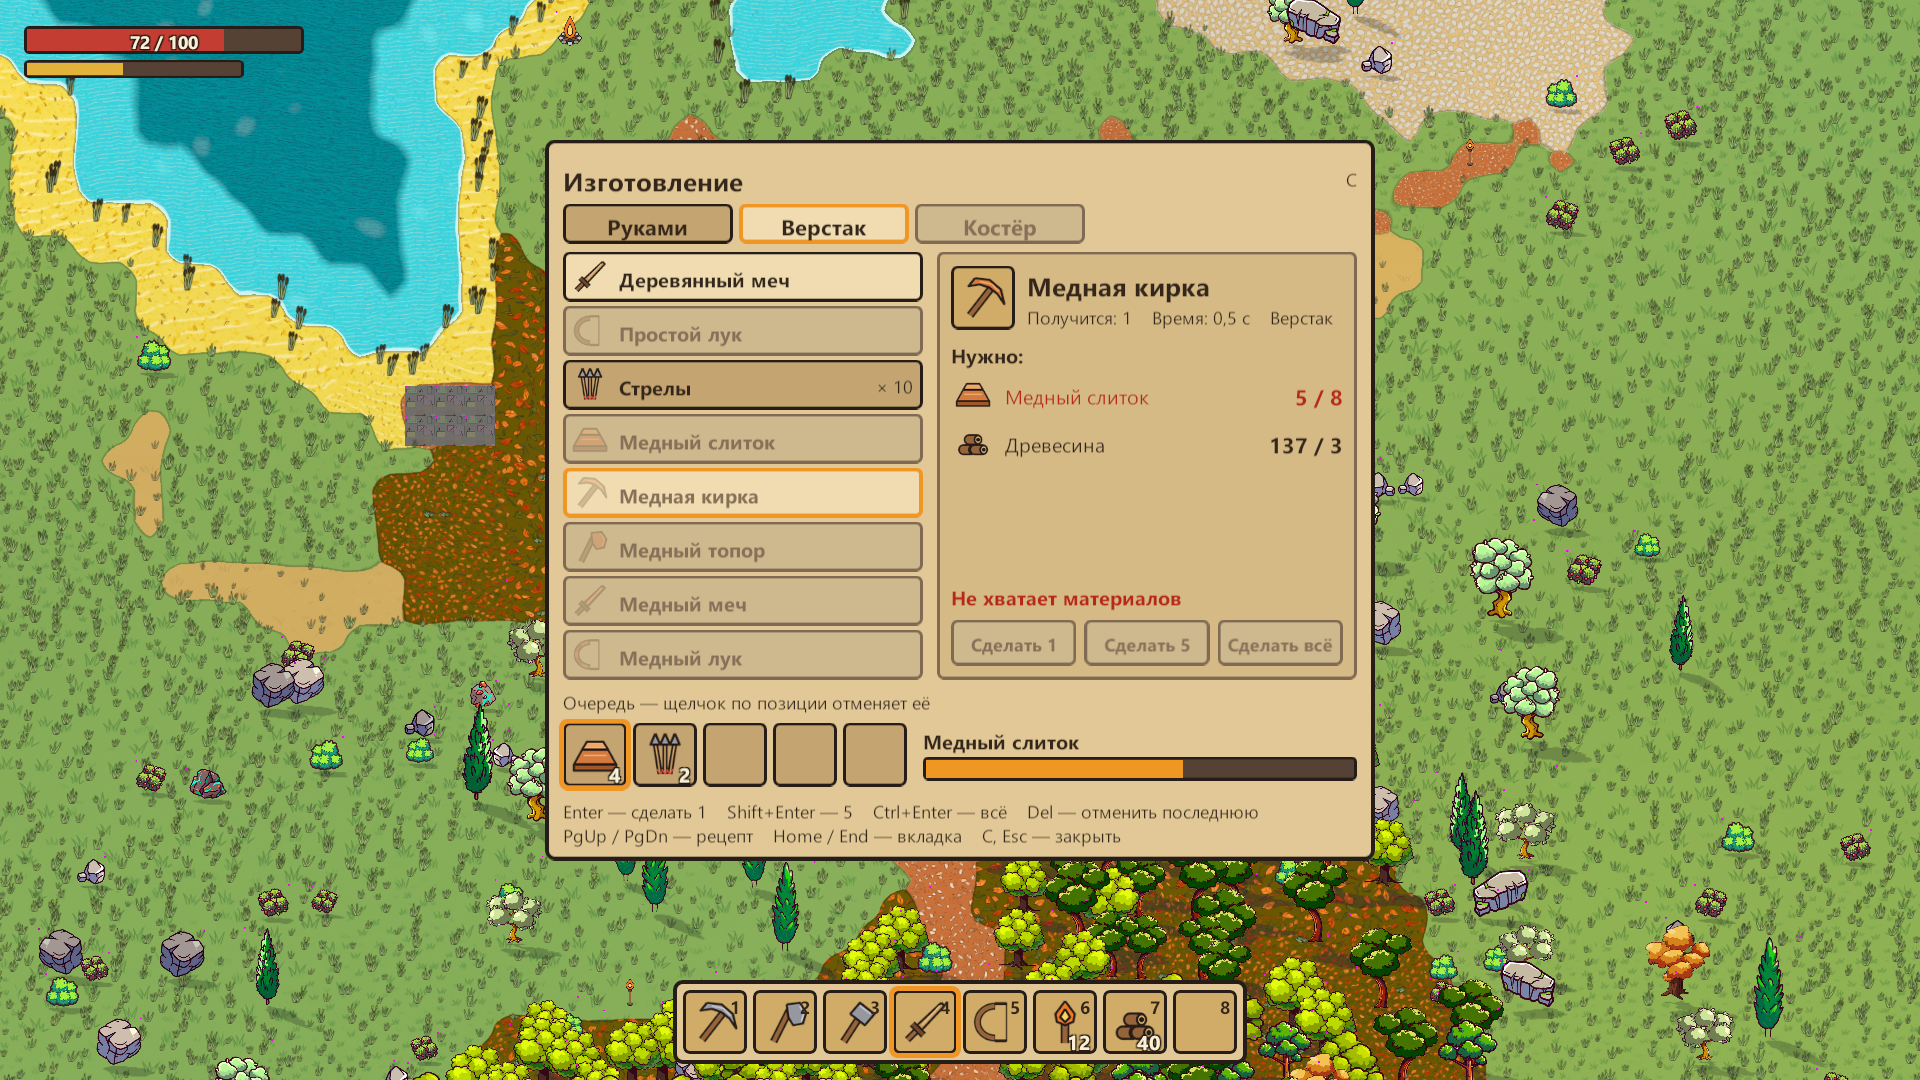 72 / 100
Изготовление
C
Руками
Верстак
Костёр
Деревянный меч
Простой лук
Стрелы
× 10
Медный слиток
Медная кирка
Медный топор
Медный меч
Медный лук
Медная кирка
Получится: 1 Время: 0,5 с Верстак
Нужно:
Медный слиток 5 / 8
Древесина 137 / 3
Не хватает материалов
Сделать 1
Сделать 5
Сделать всё
Очередь — щелчок по позиции отменяет её
4
2
Медный слиток
Enter — сделать 1 Shift+Enter — 5 Ctrl+Enter — всё Del — отменить последнюю
PgUp / PgDn — рецепт Home / End — вкладка C, Esc — закрыть
1
2
3
4
5
6
12
7
40
8